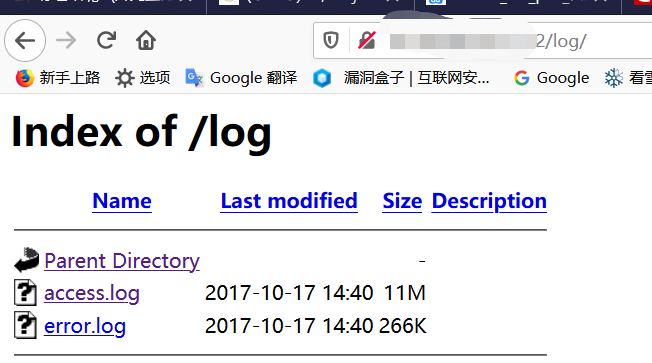 2/log/
新手上路 选项 Google 翻译 漏洞盒子 | 互联网安... Google 看雪
Index of /log
Name Last modified Size Description
Parent Directory -
access.log 2017-10-17 14:40 11M
error.log 2017-10-17 14:40 266K